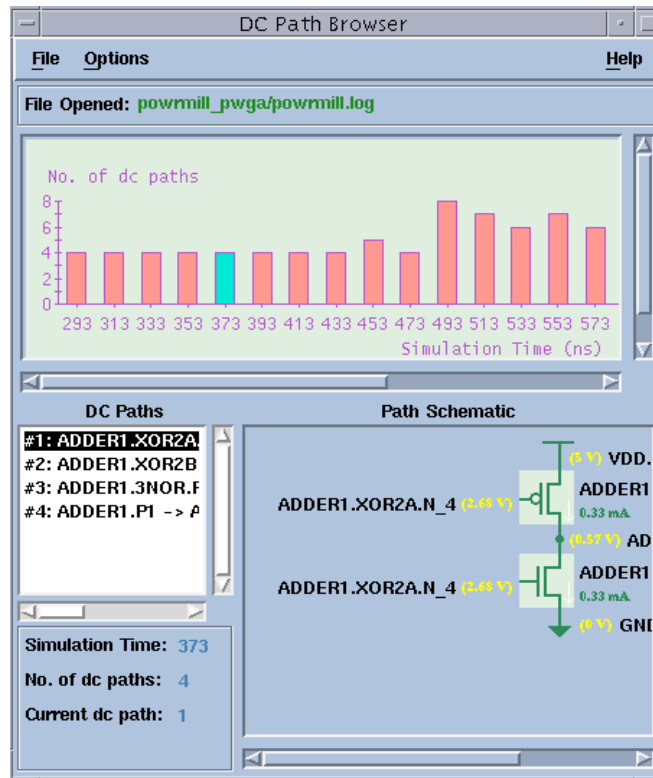 DC Path Browser
File Options Help
File Opened: powrmill_pwga/powrmill.log
No. of dc paths
8
6
4
2
0
293 313 333 353 373 393 413 433 453 473 493 513 533 553 573
Simulation Time (ns)
DC Paths
#1: ADDER1.XOR2A.
#2: ADDER1.XOR2B
#3: ADDER1.3NOR.F
#4: ADDER1.P1 -> A
Simulation Time: 373
No. of dc paths: 4
Current dc path: 1
Path Schematic
(5 V) VDD.
ADDER1.XOR2A.N_4 (2.68 V) ADDER1
0.33 mA
(0.57 V) AD
ADDER1.XOR2A.N_4 (2.68 V) ADDER1
0.33 mA
(0 V) GND